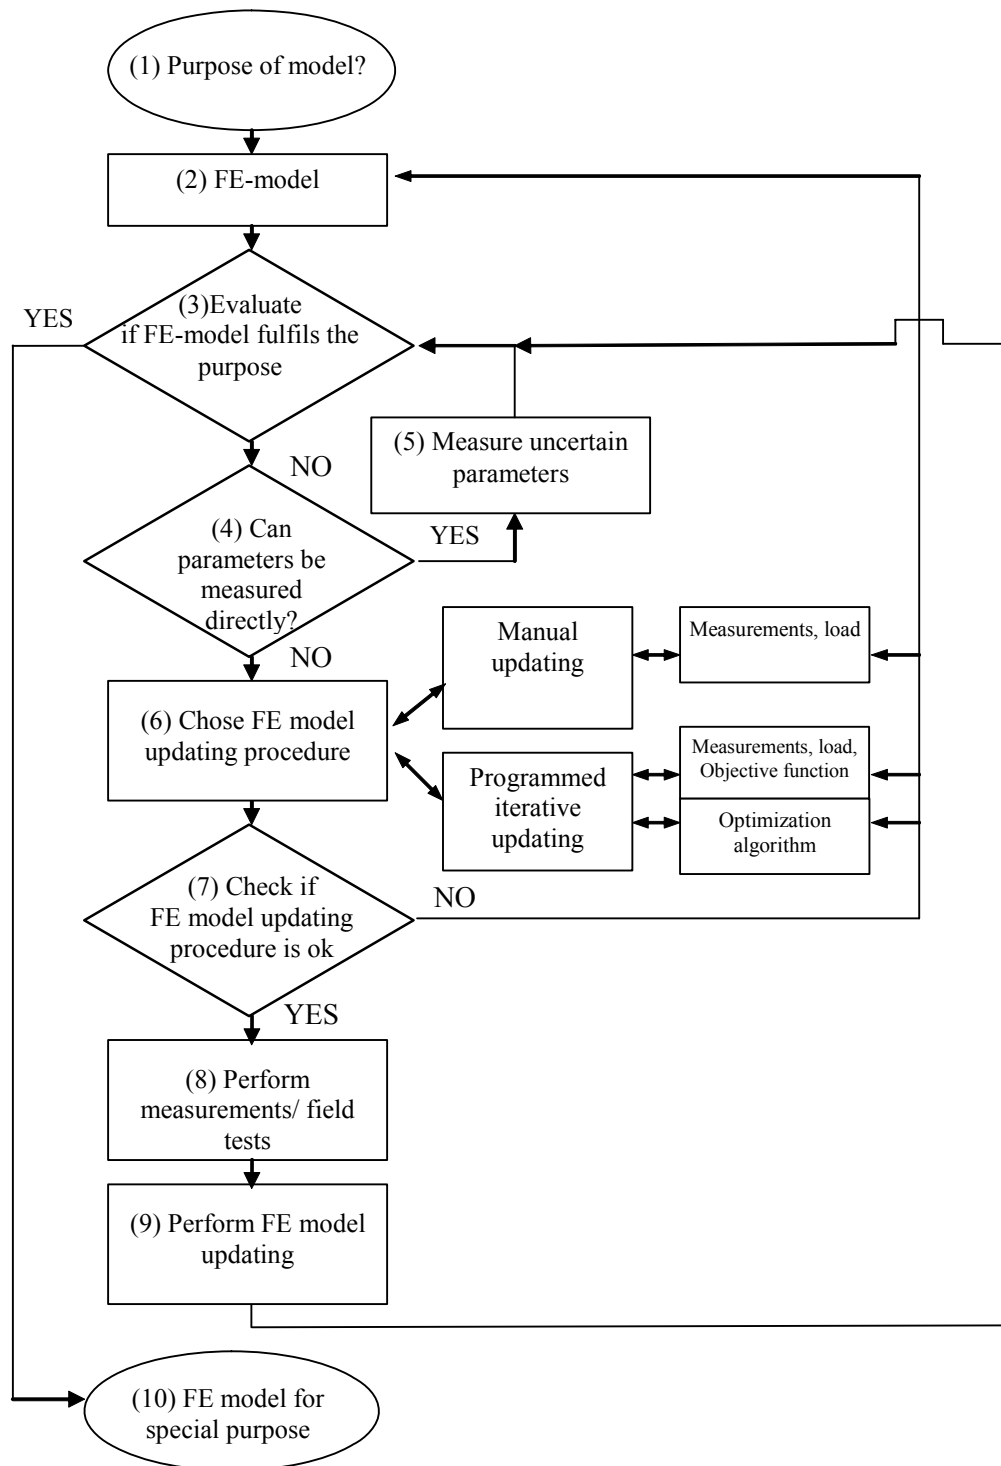 (1) Purpose of model?
(2) FE-model
YES
(3)Evaluate
if FE-model fulfils the
purpose
NO
(5) Measure uncertain
parameters
YES
(4) Can
parameters be
measured
directly?
NO
Manual
updating
Measurements, load
(6) Chose FE model
updating procedure
Programmed
iterative
updating
Measurements, load,
Objective function
Optimization
algorithm
(7) Check if
FE model updating
procedure is ok
NO
YES
(8) Perform
measurements/ field
tests
(9) Perform FE model
updating
(10) FE model for
special purpose